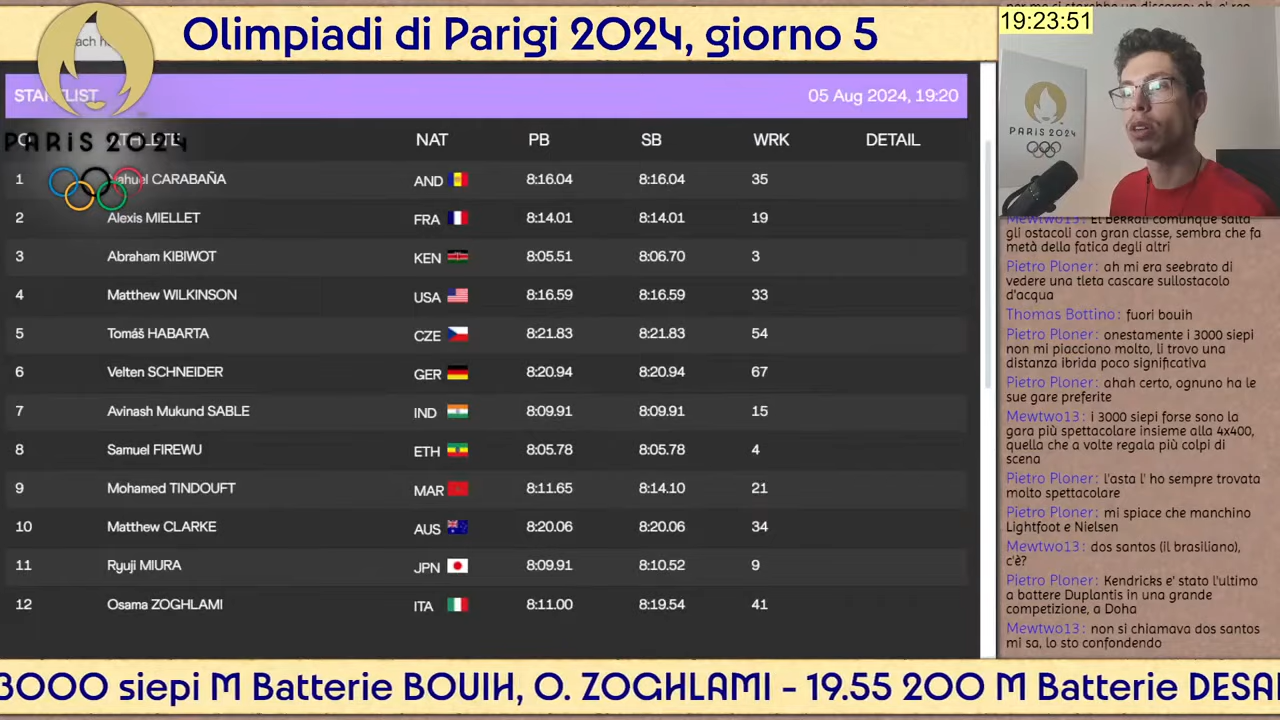 Olimpiadi di Parigi 2024, giorno 5
19:23:51
PARIS 2024
05 Aug 2024, 19:20
ATHLETE NAT PB SB WRK DETAIL
PARIS 2024
1 CARABAÑA AND 8:16.04 8:16.04 35
2 Alexis MIELLET FRA 8:14.01 8:14.01 19
3 Abraham KIBIWOT KEN 8:05.51 8:06.70 3
4 Matthew WILKINSON USA 8:16.59 8:16.59 33
5 Tomáš HABARTA CZE 8:21.83 8:21.83 54
6 Velten SCHNEIDER GER 8:20.94 8:20.94 67
7 Avinash Mukund SABLE IND 8:09.91 8:09.91 15
8 Samuel FIREWU ETH 8:05.78 8:05.78 4
9 Mohamed TINDOUFT MAR 8:11.65 8:14.10 21
10 Matthew CLARKE AUS 8:20.06 8:20.06 34
11 Ryuji MIURA JPN 8:09.91 8:10.52 9
12 Osama ZOGHLAMI ITA 8:11.00 8:19.54 41
Mewtwo13: El Berrali comunque salta
gli ostacoli con gran classe, sembra che fa
metà della fatica degli altri
Pietro Ploner: ah mi era seebrato di
vedere una tleta cascare sullostacolo
d'acqua
Thomas Bottino: fuori bouih
Pietro Ploner: onestamente i 3000 siepi
non mi piacciono molto, li trovo una
distanza ibrida poco significativa
Pietro Ploner: ahah certo, ognuno ha le
sue gare preferite
Mewtwo13: i 3000 siepi forse sono la
gara più spettacolare insieme alla 4x400,
quella che a volte regala più colpi di
scena
Pietro Ploner: l'asta l' ho sempre trovata
molto spettacolare
Pietro Ploner: mi spiace che manchino
Lightfoot e Nielsen
Mewtwo13: dos santos (il brasiliano),
c'è?
Pietro Ploner: Kendricks e' stato l'ultimo
a battere Duplantis in una grande
competizione, a Doha
Mewtwo13: non si chiamava dos santos
mi sa, lo sto confondendo
3000 siepi M Batterie BOUIH, O. ZOGHLAMI - 19.55 200 M Batterie DESA